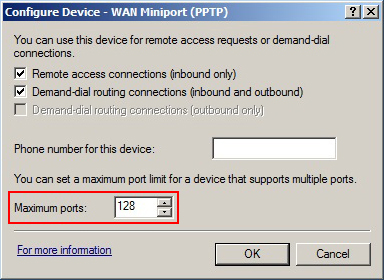 Configure Device - WAN Miniport (PPTP)
You can use this device for remote access requests or demand-dial
connections.
Remote access connections (inbound only)
Demand-dial routing connections (inbound and outbound)
Demand-dial routing connections (outbound only)
Phone number for this device:
You can set a maximum port limit for a device that supports multiple ports.
Maximum ports: 128
For more information
OK Cancel